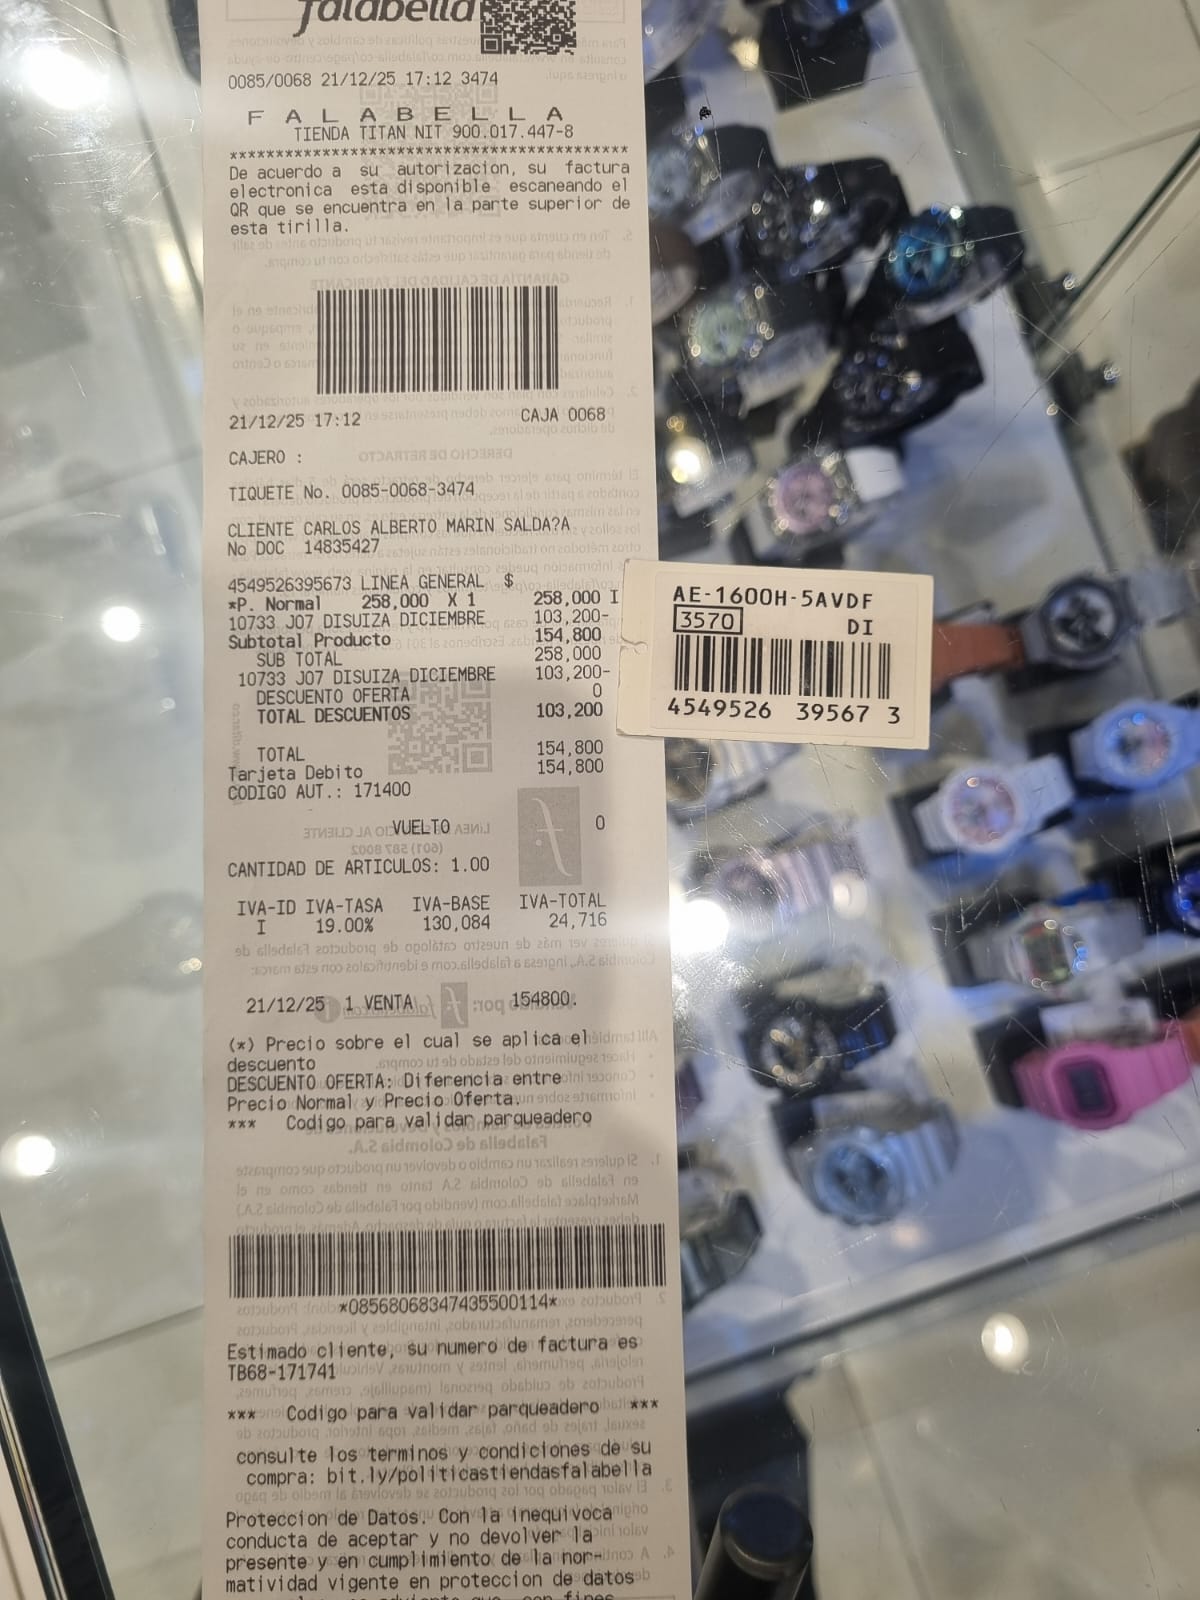 falabella
0085/0068 21/12/25 17:12 3474
F A L A B E L L A
TIENDA TITAN NIT 900.017.447-8
********************************************
De acuerdo a su autorizacion, su factura
electronica esta disponible escaneando el
QR que se encuentra en la parte superior de
esta tirilla.
21/12/25 17:12 CAJA 0068
CAJERO :
TIQUETE No. 0085-0068-3474
CLIENTE CARLOS ALBERTO MARIN SALDA?A
No DOC 14835427
4549526395673 LINEA GENERAL $
*P. Normal 258,000 X 1 258,000 I
10733 J07 DISUIZA DICIEMBRE 103,200-
Subtotal Producto 154,800
SUB TOTAL 258,000
10733 J07 DISUIZA DICIEMBRE 103,200-
DESCUENTO OFERTA 0
TOTAL DESCUENTOS 103,200
TOTAL 154,800
Tarjeta Debito 154,800
CODIGO AUT.: 171400
VUELTO 0
CANTIDAD DE ARTICULOS: 1.00
IVA-ID IVA-TASA IVA-BASE IVA-TOTAL
I 19.00% 130,084 24,716
21/12/25 1 VENTA 154800.
(*) Precio sobre el cual se aplica el
descuento
DESCUENTO OFERTA: Diferencia entre
Precio Normal y Precio Oferta.
*** Codigo para validar parqueadero
*08568068347435500114*
Estimado cliente, su numero de factura es
TB68-171741
*** Codigo para validar parqueadero ***
consulte los terminos y condiciones de su
compra: bit.ly/politicastiendasfalabella
Proteccion de Datos. Con la inequivoca
conducta de aceptar y no devolver la
presente y en cumplimiento de la nor-
matividad vigente en proteccion de datos
AE-1600H-5AVDF
3570 DI
4549526 39567 3